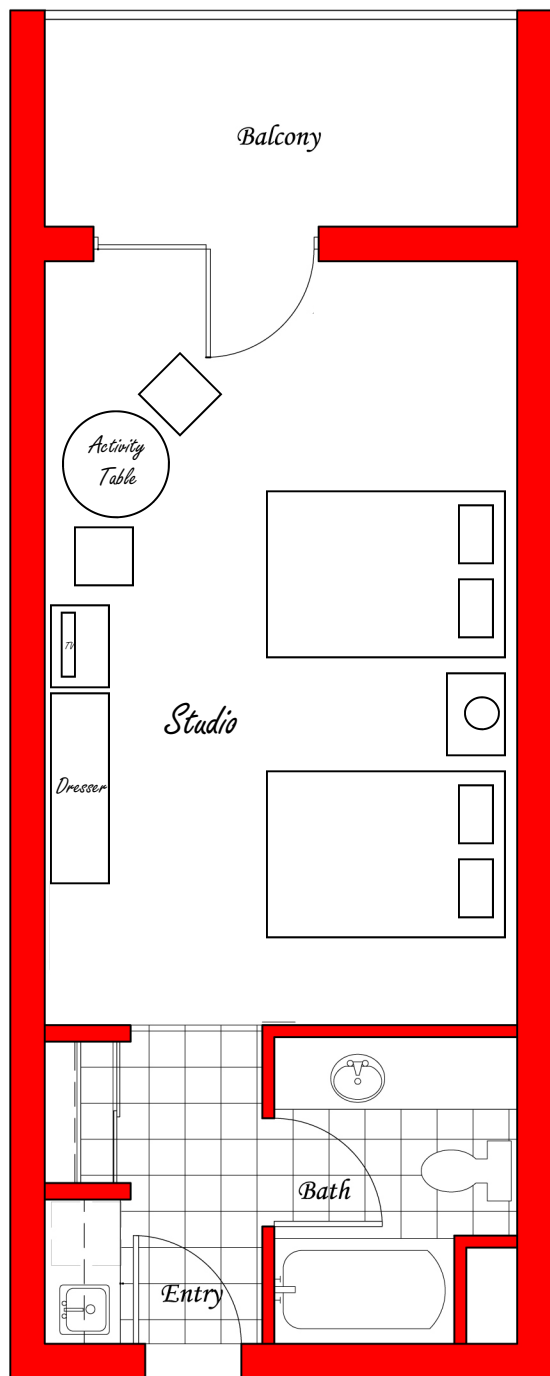 Balcony
Activity
Table
TV
Studio
Dresser
Bath
Entry